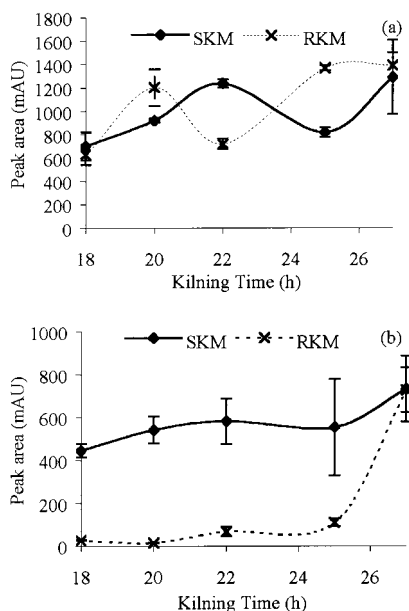 (a)
SKM RKM
1800
1600
1400
1200
1000
800
600
400
200
0
Peak area (mAU)
18 20 22 24 26
Kilning Time (h)
(b)
SKM RKM
1000
800
600
400
200
0
Peak area (mAU)
18 20 22 24 26
Kilning Time (h)